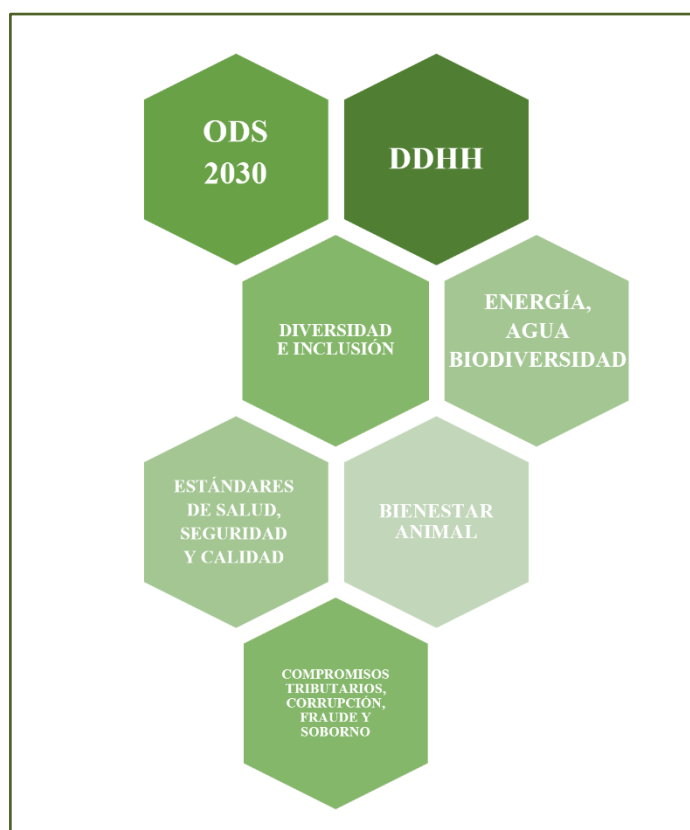 ODS
2030
DDHH
DIVERSIDAD
E INCLUSIÓN
ENERGÍA,
AGUA
BIODIVERSIDAD
ESTÁNDARES
DE SALUD,
SEGURIDAD
Y CALIDAD
BIENESTAR
ANIMAL
COMPROMISOS
TRIBUTARIOS,
CORRUPCIÓN,
FRAUDE Y
SOBORNO